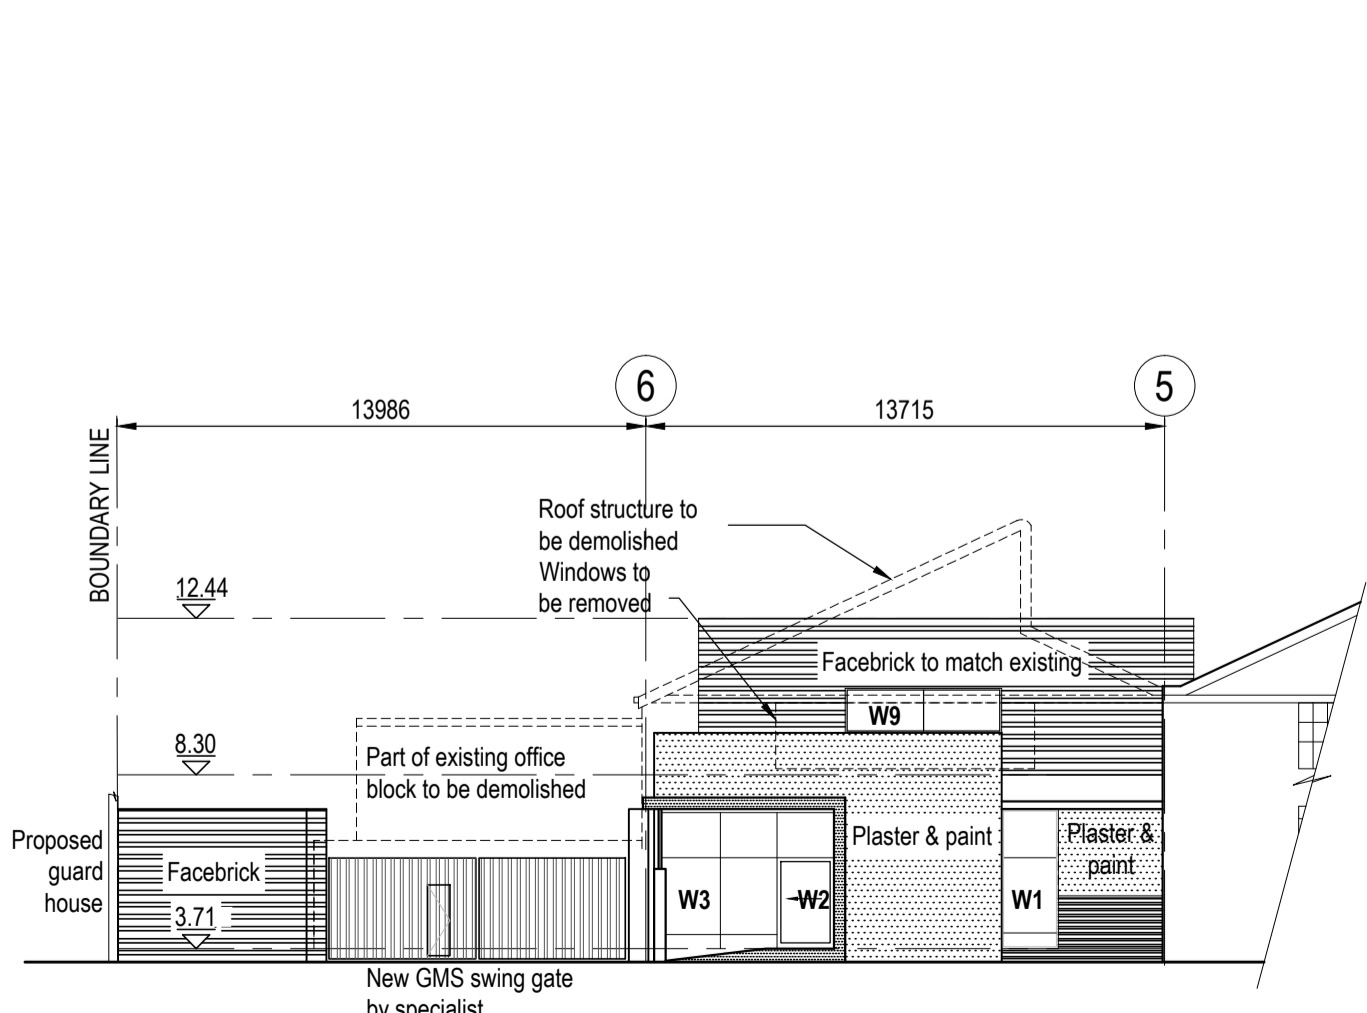 6
5
13986
13715
BOUNDARY LINE
Roof structure to
be demolished
Windows to
be removed
12.44
Facebrick to match existing
W9
8.30
Part of existing office
block to be demolished
Proposed
guard
house
Facebrick
3.71
Plaster & paint
Plaster &
paint
W3
W2
W1
New GMS swing gate
by specialist